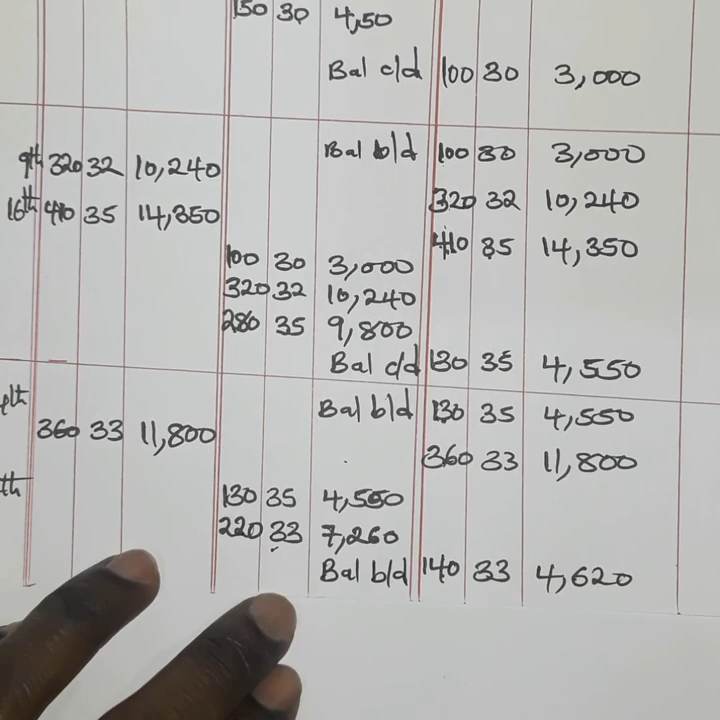 150 30 4,50
Bal c/d 100 30 3,000
Bal b/d 100 30 3,000
9th 320 32 10,240
320 32 10,240
16th 410 35 14,350
410 35 14,350
100 30 3,000
320 32 10,240
280 35 9,800
Bal c/d 130 35 4,550
Bal b/d 130 35 4,550
360 33 11,800
360 33 11,800
th
130 35 4,550
220 33 7,260
Bal b/d 140 33 4,620